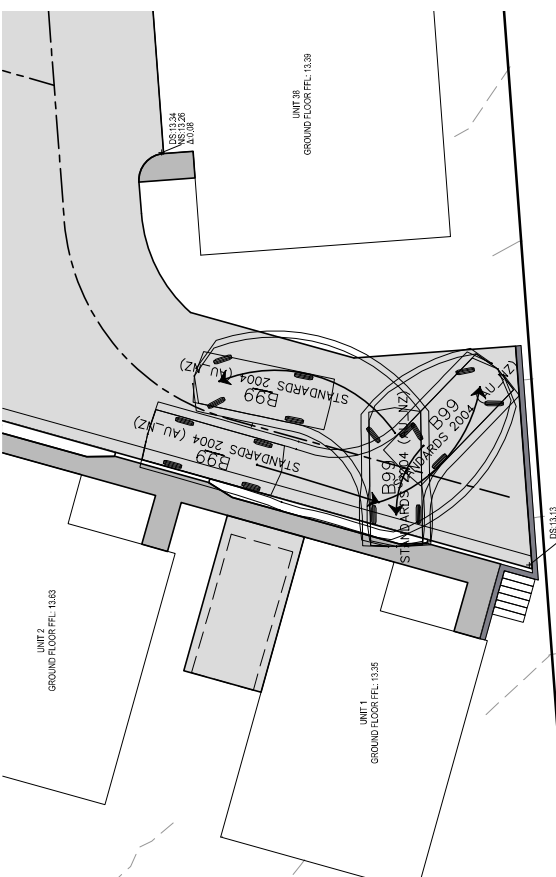 UNIT 38
GROUND FLOOR FFL: 13.39
DS:13.34
NS:13.26
Δ:0.08
B99
STANDARDS 2004 (AU_NZ)
B99
STANDARDS 2004 (AU_NZ)
B99
STANDARDS 2004 (AU_NZ)
B99
STANDARDS 2004 (AU_NZ)
DS:13.13
UNIT 2
GROUND FLOOR FFL: 13.63
UNIT 1
GROUND FLOOR FFL: 13.35